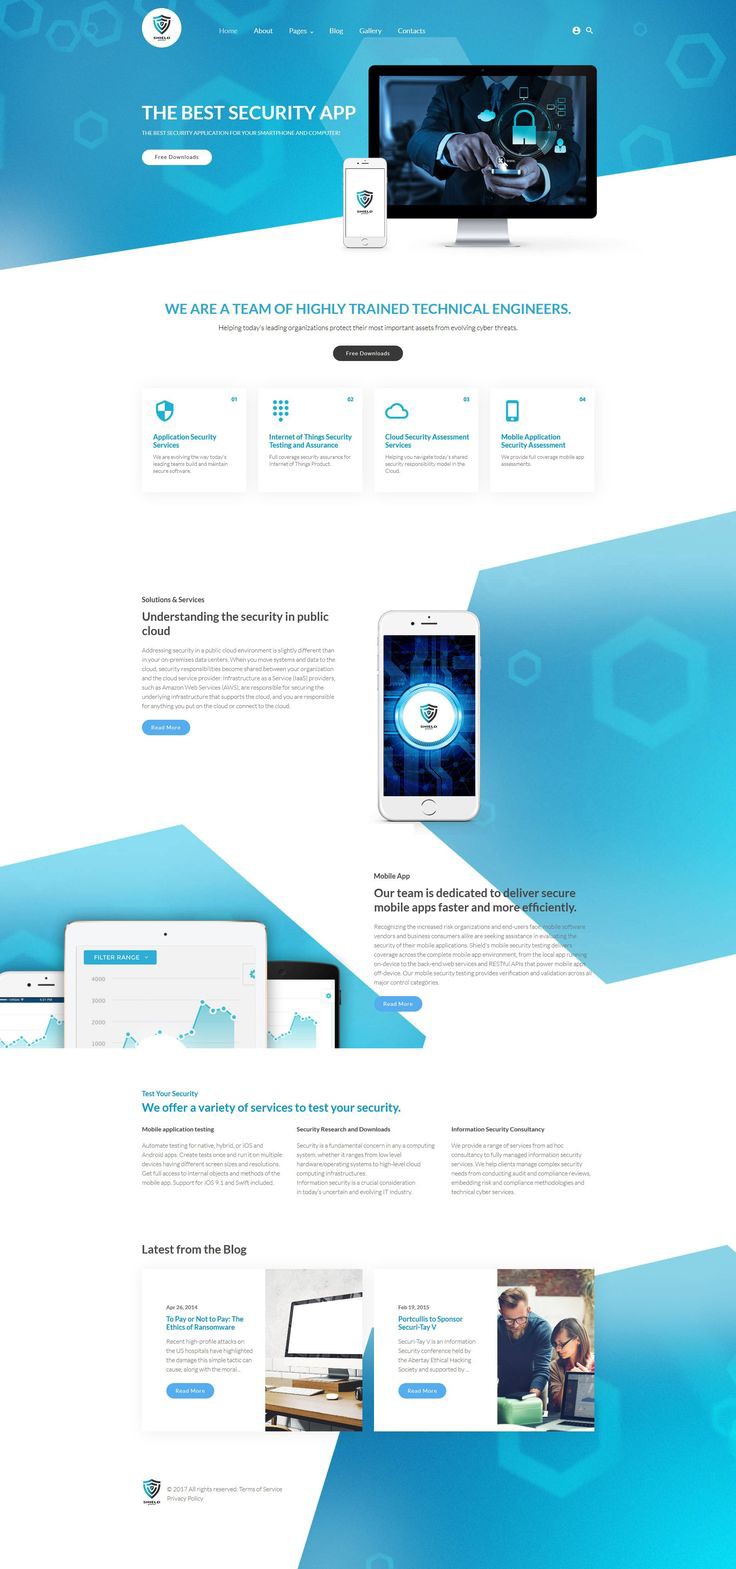 SHIELD
Home About Pages Blog Gallery Contacts
THE BEST SECURITY APP
THE BEST SECURITY APPLICATION FOR YOUR SMARTPHONE AND COMPUTER!
Free Downloads
SHIELD
WE ARE A TEAM OF HIGHLY TRAINED TECHNICAL ENGINEERS.
Helping today's leading organizations protect their most important assets from evolving cyber threats.
Free Downloads
01
Application Security
Services
We are evolving the way today's
leading teams build and maintain
secure software.
02
Internet of Things Security
Testing and Assurance
Full coverage security assurance for
Internet of Things Product.
03
Cloud Security Assessment
Services
Helping you navigate today's shared
security responsibility model in the
Cloud.
04
Mobile Application
Security Assessment
We provide full coverage mobile app
assessments.
Solutions & Services
Understanding the security in public
cloud
Addressing security in a public cloud environment is slightly different than
in your on-premises data centers. When you move systems and data to the
cloud, security responsibilities become shared between your organization
and the cloud service provider. Infrastructure as a Service (IaaS) providers,
such as Amazon Web Services (AWS), are responsible for securing the
underlying infrastructure that supports the cloud, and you are responsible
for anything you put on the cloud or connect to the cloud.
Read More
SHIELD
Mobile App
Our team is dedicated to deliver secure
mobile apps faster and more efficiently.
Recognizing the increased risk organizations and end-users face, mobile software
vendors and business consumers alike are seeking assistance in evaluating the
security of their mobile applications. Shield's mobile security testing delivers
coverage across the complete mobile app environment, from the local app running
on-device to the back-end web services and RESTful APIs that power mobile apps
off-device. Our mobile security testing provides verification and validation across all
major control categories.
Read More
FILTER RANGE
4000
3000
2000
1000
Test Your Security
We offer a variety of services to test your security.
Mobile application testing
Automate testing for native, hybrid, or iOS and
Android apps. Create tests once and run it on multiple
devices having different screen sizes and resolutions.
Get full access to internal objects and methods of the
mobile app. Support for iOS 9.1 and Swift included.
Security Research and Downloads
Security is a fundamental concern in any a computing
system, whether it ranges from low level
hardware/operating systems to high-level cloud
computing infrastructures.
Information security is a crucial consideration
in today's uncertain and evolving IT industry.
Information Security Consultancy
We provide a range of services from ad hoc
consultancy to fully managed information security
services. We help clients manage complex security
needs from conducting audit and compliance reviews,
embedding risk and compliance methodologies and
technical cyber services.
Latest from the Blog
Apr 26, 2014
To Pay or Not to Pay: The
Ethics of Ransomware
Recent high-profile attacks on
the US hospitals have highlighted
the damage this simple tactic can
cause, along with the moral...
Read More
Feb 19, 2015
Portcullis to Sponsor
Securi-Tay V
Securi-Tay V is an Information
Security conference held by
the Abertay Ethical Hacking
Society and supported by ...
Read More
SHIELD
© 2017 All rights reserved. Terms of Service
Privacy Policy